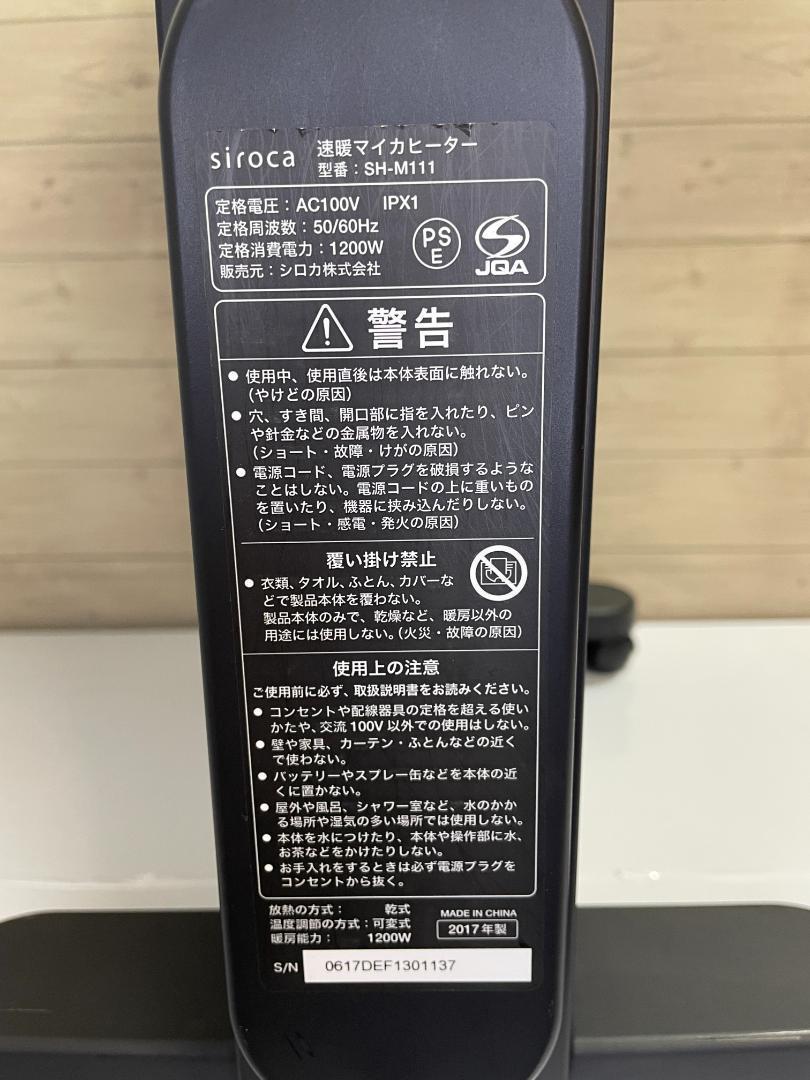 siroca 速暖マイカヒーター
型番：SH-M111
定格電圧：AC100V IPX1
定格周波数：50/60Hz
定格消費電力：1200W
販売元：シロカ株式会社
PS
E
JQA
警告
● 使用中、使用直後は本体表面に触れない。
（やけどの原因）
● 穴、すき間、開口部に指を入れたり、ピン
や針金などの金属物を入れない。
（ショート・故障・けがの原因）
● 電源コード、電源プラグを破損するような
ことはしない。電源コードの上に重いもの
を置いたり、機器に挟み込んだりしない。
（ショート・感電・発火の原因）
覆い掛け禁止
● 衣類、タオル、ふとん、カバーな
どで製品本体を覆わない。
製品本体のみで、乾燥など、暖房以外の
用途には使用しない。（火災・故障の原因）
使用上の注意
ご使用前に必ず、取扱説明書をお読みください。
● コンセントや配線器具の定格を超える使い
かたや、交流100V以外での使用はしない。
● 壁や家具、カーテン・ふとんなどの近く
で使わない。
● バッテリーやスプレー缶などを本体の近
くに置かない。
● 屋外や風呂、シャワー室など、水のかか
る場所や湿気の多い場所では使用しない。
● 本体を水につけたり、本体や操作部に水、
お茶などをかけたりしない。
● お手入れをするときは必ず電源プラグを
コンセントから抜く。
放熱の方式： 乾式
温度調節の方式：可変式
暖房能力： 1200W
MADE IN CHINA
2017年製
S/N 0617DEF1301137